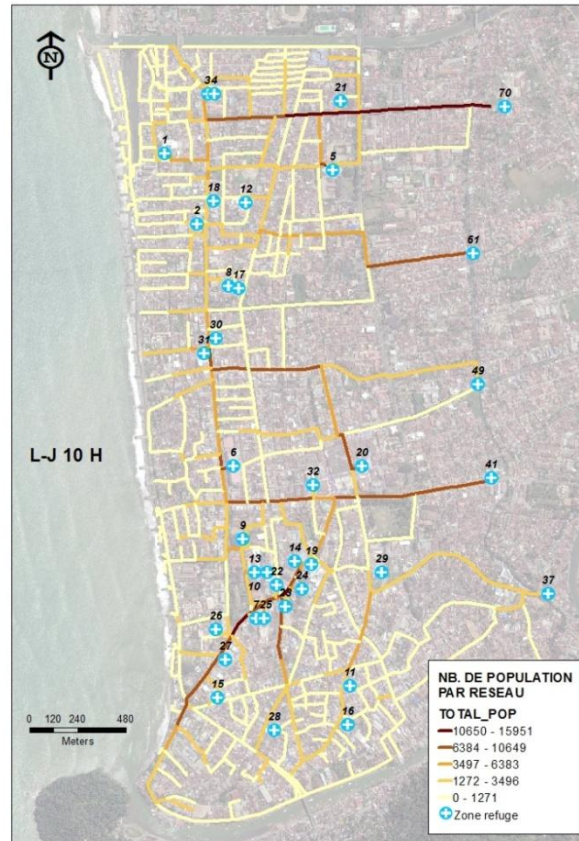 N
34
21
70
1
5
18
12
2
61
8 17
30
31
49
L-J 10 H
6
20
32
41
9
14
19
13
29
22
10
24
37
23
7 25
26
27
11
15
16
28
0 120 240 480
Meters
NB. DE POPULATION
PAR RESEAU
TOTAL_POP
10650 - 15951
6384 - 10649
3497 - 6383
1272 - 3496
0 - 1271
Zone refuge